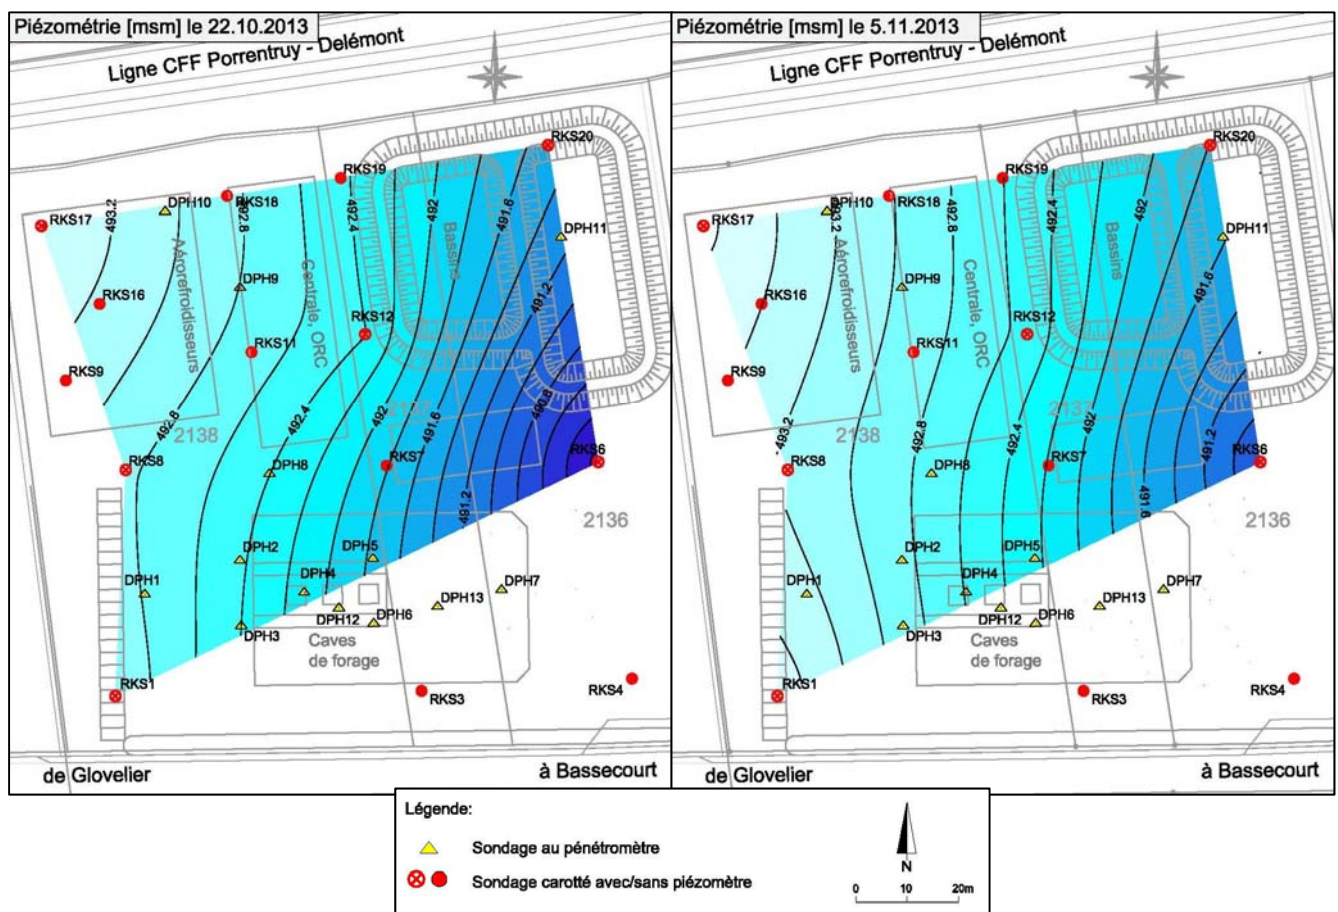 Piézométrie [msm] le 22.10.2013
Ligne CFF Porrentruy - Delémont
RKS20
RKS19
RKS18
DPH10
RKS17
493.2
492.8
492.4
492
491.6
DPH11
Bassins
Aérorefroidisseurs
Centrale, ORC
DPH9
491.2
RKS16
RKS12
RKS11
RKS9
490.8
2137
2138
492.8
492.4
492
491.6
RKS8
DPH8
RKS7
RKS6
491.2
2136
DPH2
DPH5
DPH1
DPH4
DPH7
DPH13
DPH12
DPH6
DPH3
Caves
de forage
RKS1
RKS3
RKS4
de Glovelier
à Bassecourt
Piézométrie [msm] le 5.11.2013
Ligne CFF Porrentruy - Delémont
RKS20
RKS19
RKS18
DPH10
RKS17
493.2
492.8
492.4
492
DPH11
Bassins
Aérorefroidisseurs
Centrale, ORC
DPH9
491.6
RKS16
RKS12
RKS11
RKS9
2137
2138
493.2
492.8
492.4
492
491.2
RKS8
DPH8
RKS7
RKS6
491.6
2136
DPH2
DPH5
DPH1
DPH4
DPH7
DPH13
DPH12
DPH6
DPH3
Caves
de forage
RKS1
RKS3
RKS4
de Glovelier
à Bassecourt
Légende:
Sondage au pénétromètre
Sondage carotté avec/sans piézomètre
N
0 10 20m